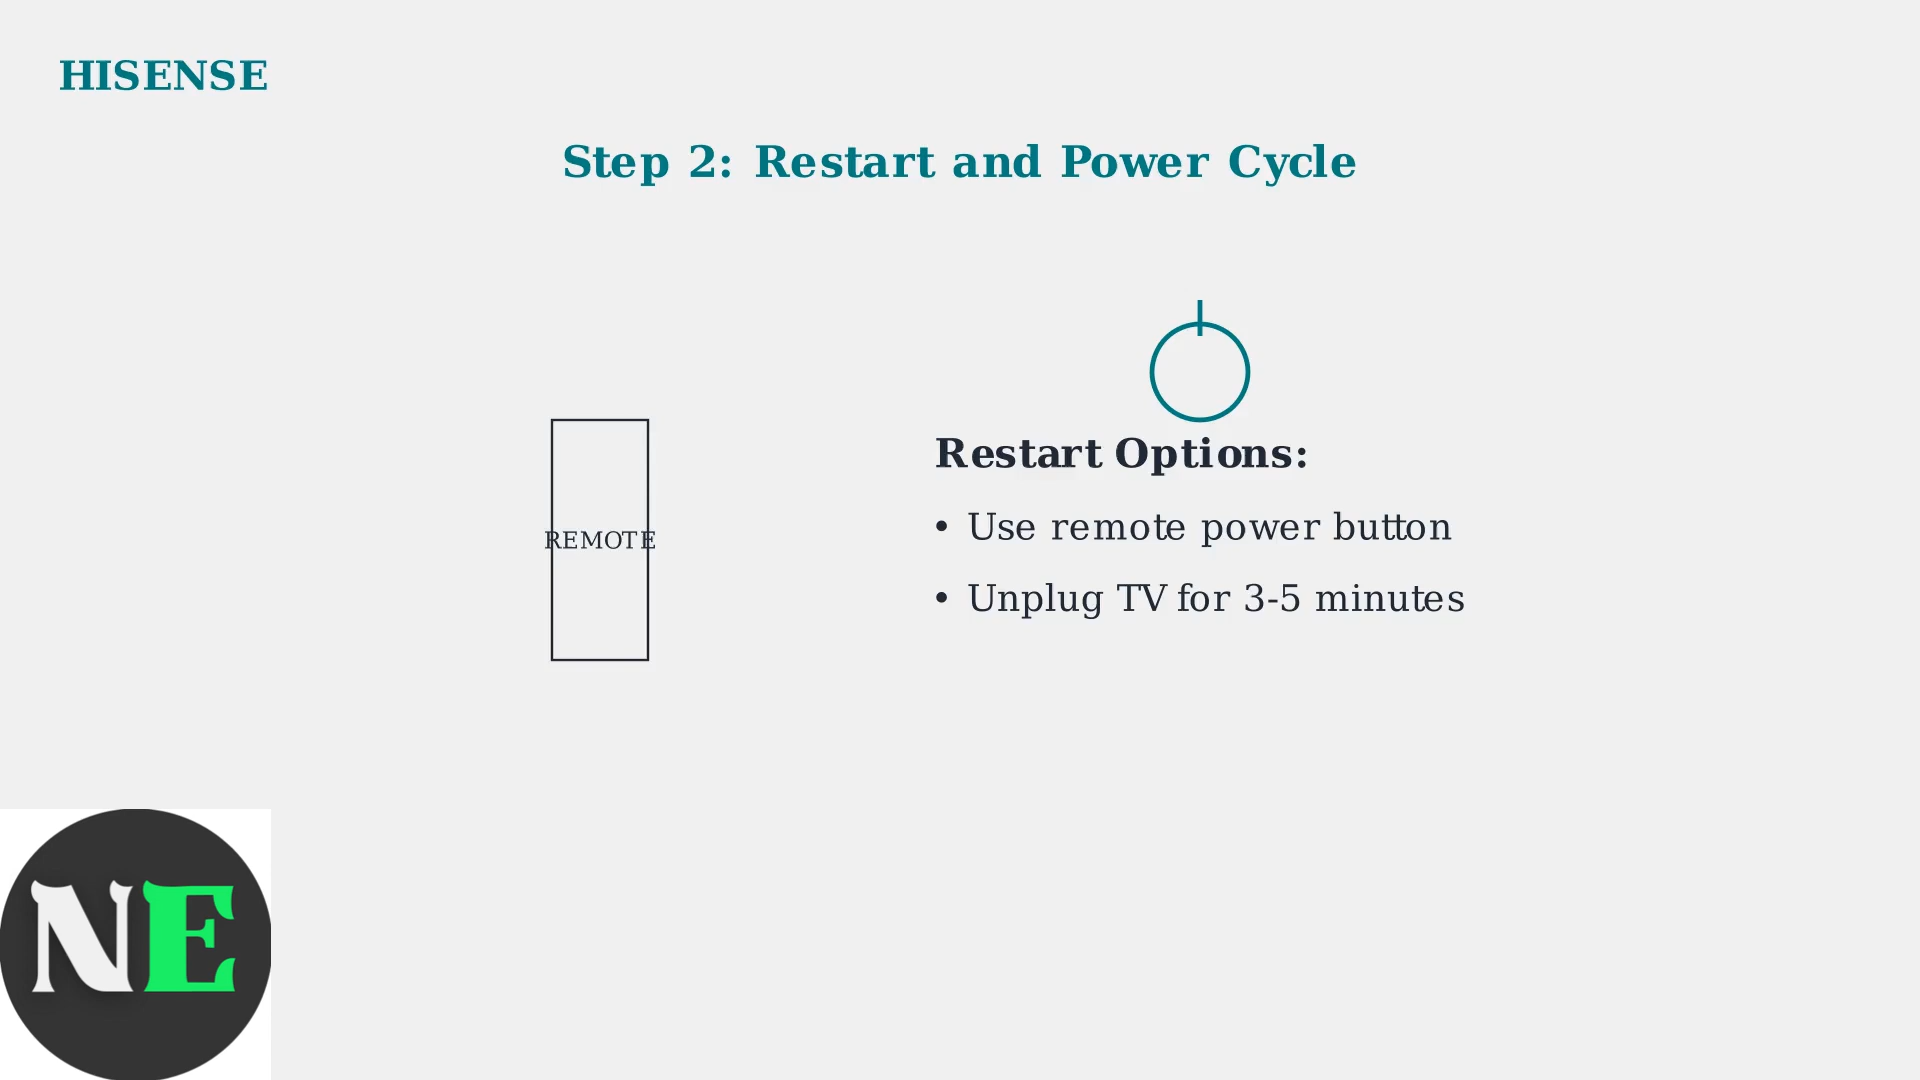 HISENSE
Step 2: Restart and Power Cycle
REMOTE
Restart Options:
• Use remote power button
• Unplug TV for 3-5 minutes
NE